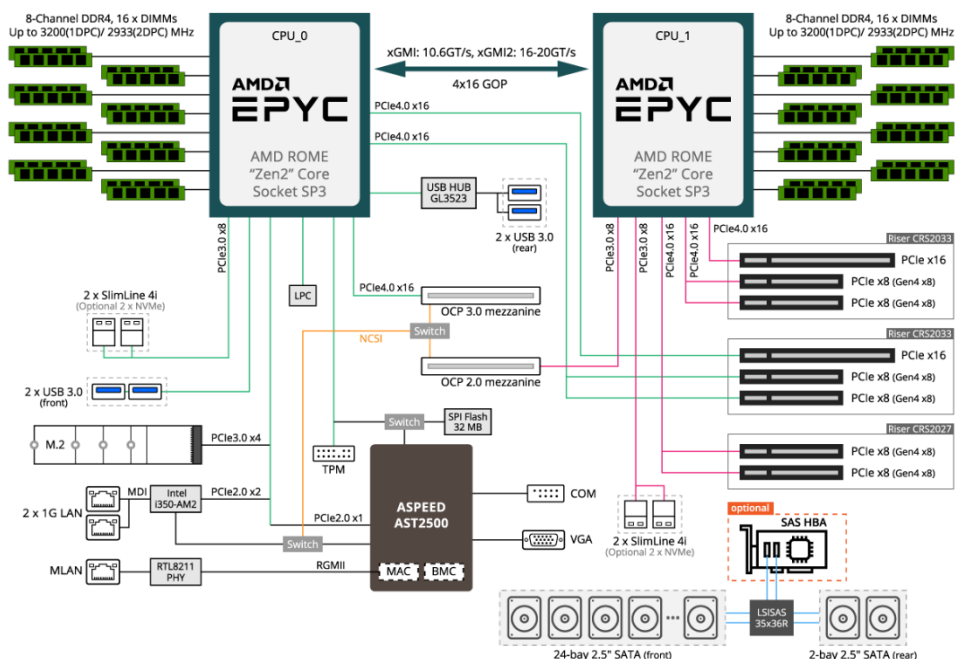 8-Channel DDR4, 16 x DIMMs
Up to 3200(1DPC)/ 2933(2DPC) MHz
CPU_0
AMD
EPYC
AMD ROME
“Zen2” Core
Socket SP3
xGMI: 10.6GT/s, xGMI2: 16-20GT/s
4x16 GOP
CPU_1
AMD
EPYC
AMD ROME
“Zen2” Core
Socket SP3
8-Channel DDR4, 16 x DIMMs
Up to 3200(1DPC)/ 2933(2DPC) MHz
PCIe4.0 x16
PCIe4.0 x16
USB HUB
GL3523
2 x USB 3.0
(rear)
PCIe3.0 x8
PCIe3.0 x8
PCIe3.0 x8
PCIe4.0 x16
PCIe4.0 x16
PCIe4.0 x16
Riser CRS2033
PCIe x16
PCIe x8 (Gen4 x8)
PCIe x8 (Gen4 x8)
2 x SlimLine 4i
(Optional 2 x NVMe)
LPC
PCIe4.0 x16
OCP 3.0 mezzanine
NCSI
Switch
OCP 2.0 mezzanine
Riser CRS2033
PCIe x16
PCIe x8 (Gen4 x8)
PCIe x8 (Gen4 x8)
2 x USB 3.0
(front)
Switch
SPI Flash
32 MB
M.2
PCIe3.0 x4
TPM
Riser CRS2027
PCIe x8 (Gen4 x8)
PCIe x8 (Gen4 x8)
2 x 1G LAN
MDI
Intel
i350-AM2
PCIe2.0 x2
PCIe2.0 x1
Switch
ASPEED
AST2500
COM
VGA
2 x SlimLine 4i
(Optional 2 x NVMe)
optional
SAS HBA
MLAN
RTL8211
PHY
RGMII
MAC
BMC
LSISAS
35x36R
24-bay 2.5" SATA (front)
2-bay 2.5" SATA (rear)